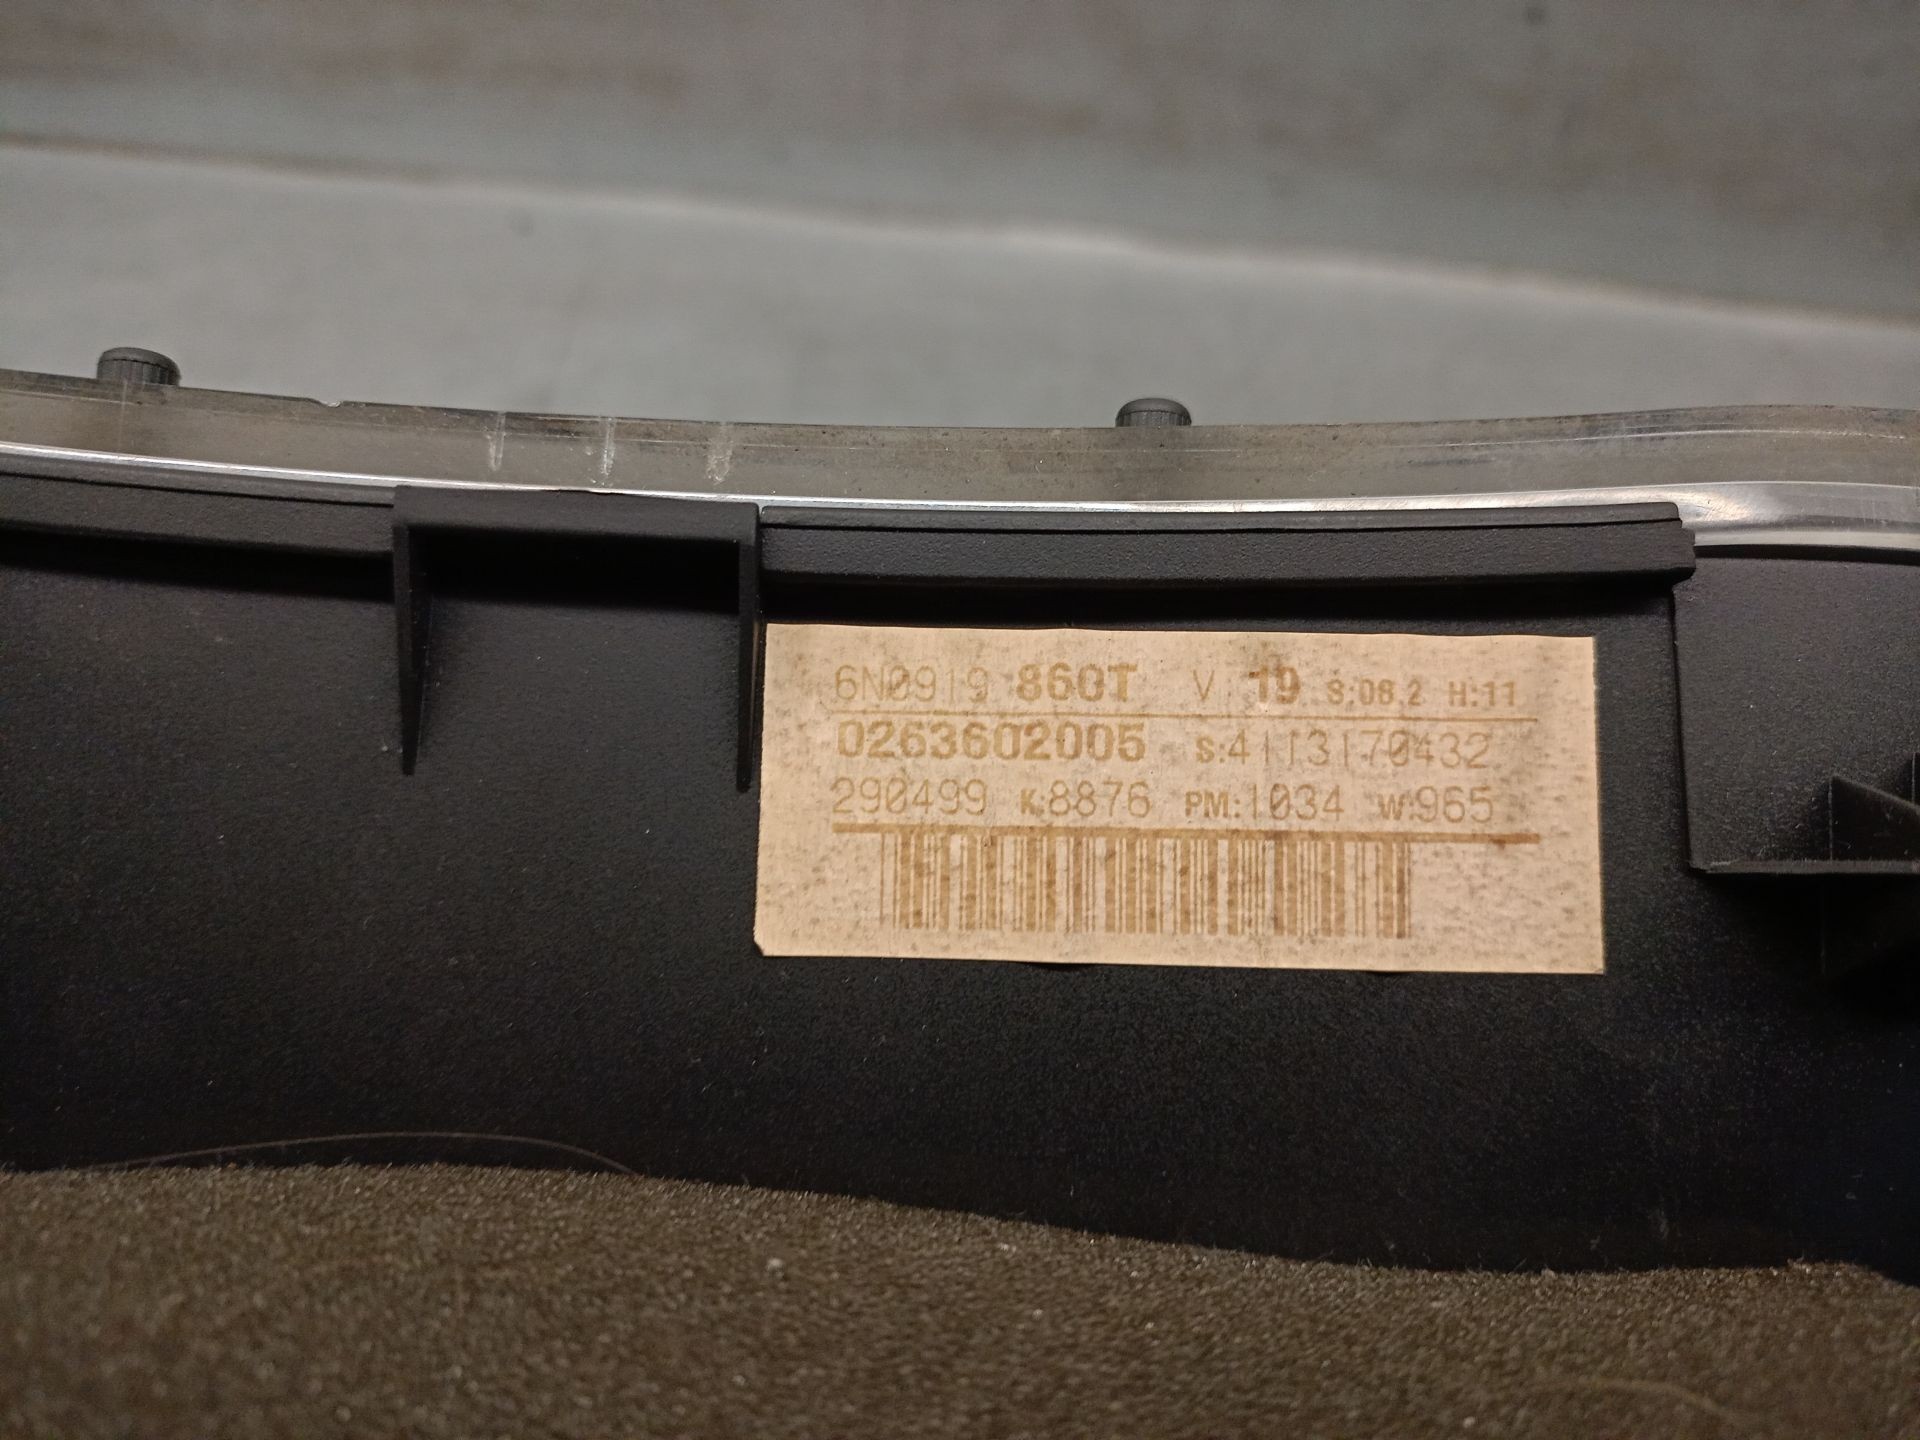 6N0919 860T V 19 S:08.2 H:11
0263602005 S:4113170432
290499 K:8876 PM:1034 W:965